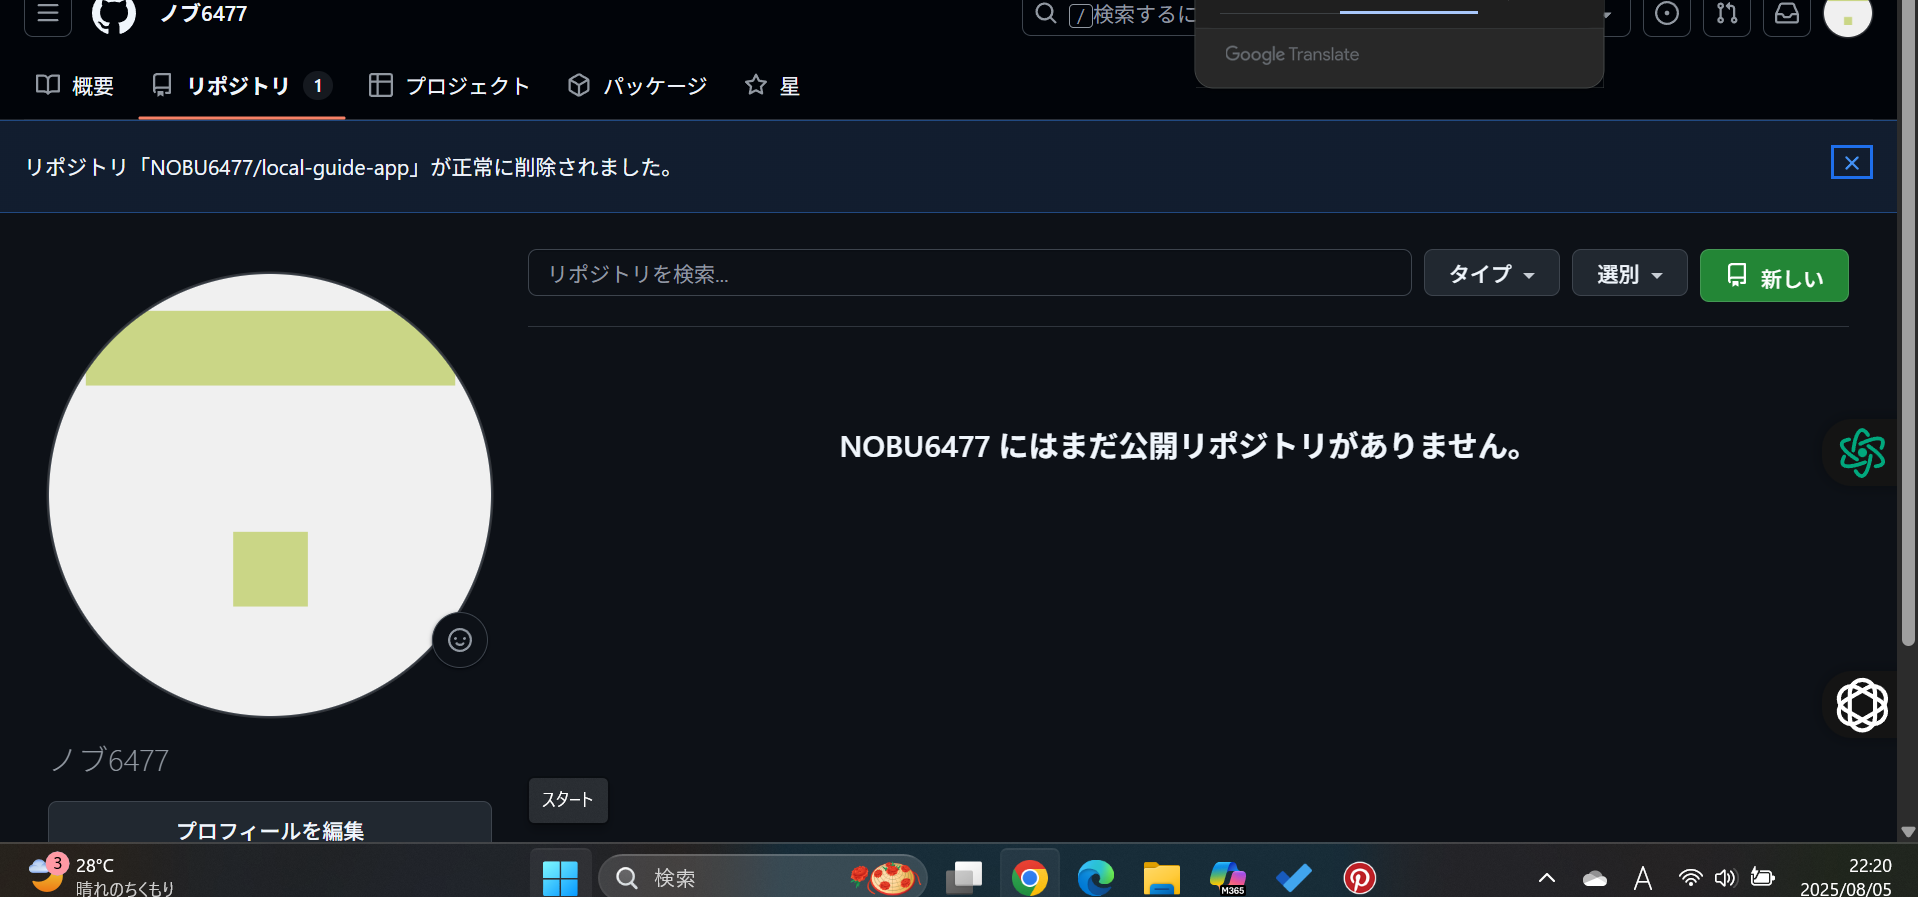 ノブ6477
/ 検索するに
Google Translate
概要
リポジトリ 1
プロジェクト
パッケージ
星
リポジトリ「NOBU6477/local-guide-app」が正常に削除されました。
リポジトリを検索...
タイプ
選別
新しい
NOBU6477 にはまだ公開リポジトリがありません。
ノブ6477
スタート
プロフィールを編集
3
28°C
晴れのちくもり
検索
M365
A
22:20
2025/08/05